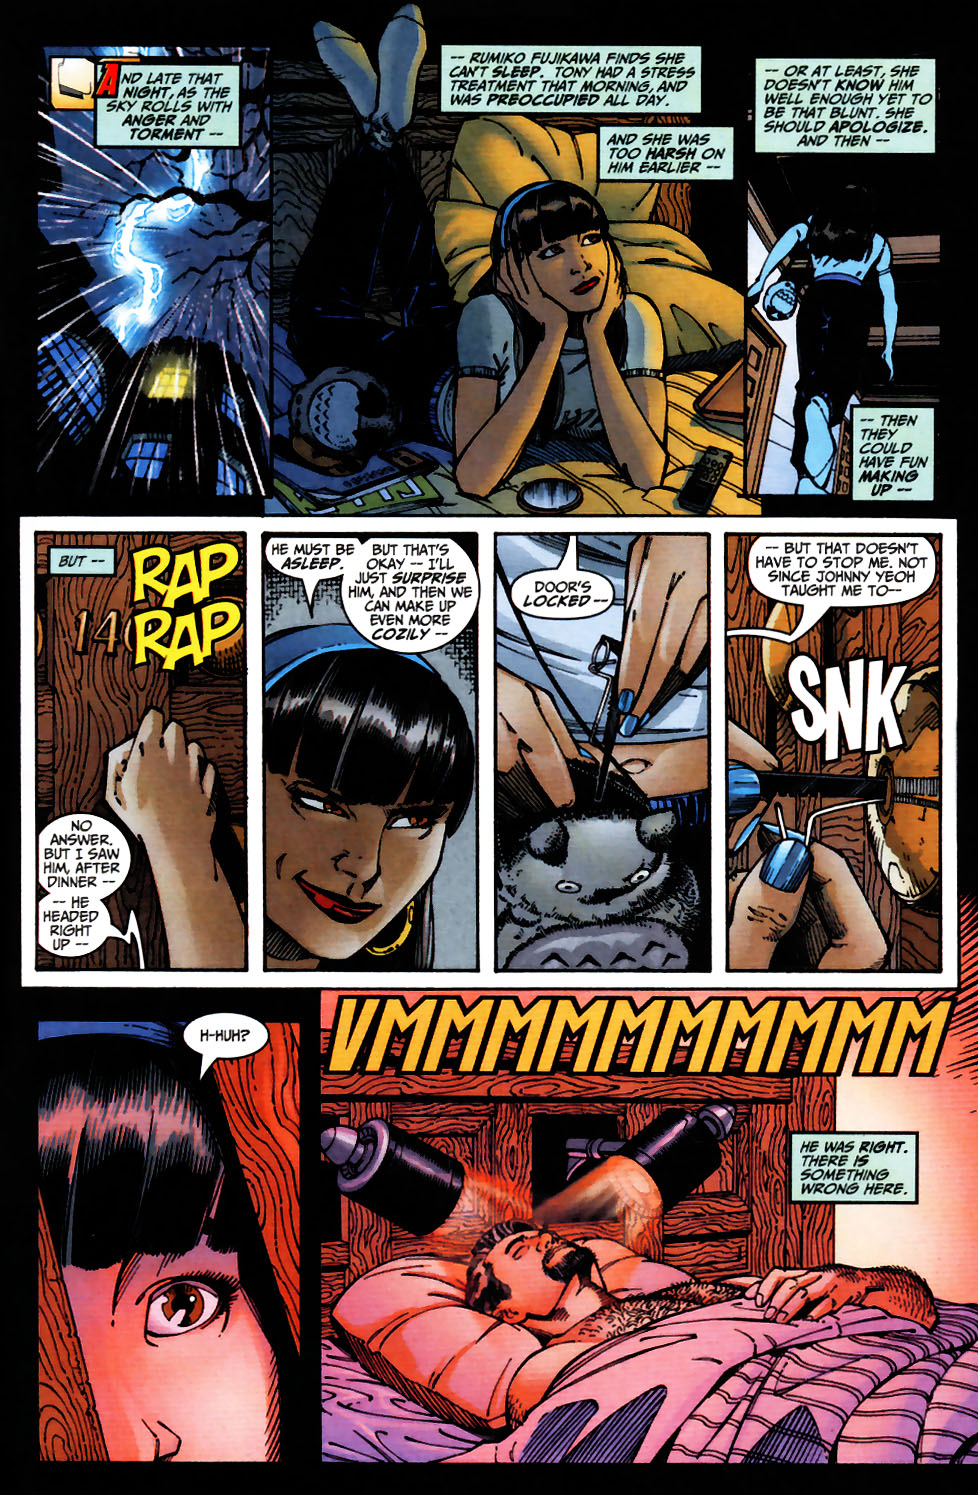 AND LATE THAT
NIGHT, AS THE
SKY ROLLS WITH
ANGER AND
TORMENT --
-- RUMIKO FUJIKAWA FINDS SHE
CAN'T SLEEP. TONY HAD A STRESS
TREATMENT THAT MORNING, AND
WAS PREOCCUPIED ALL DAY.
AND SHE WAS
TOO HARSH ON
HIM EARLIER --
-- OR AT LEAST, SHE
DOESN'T KNOW HIM
WELL ENOUGH YET TO
BE THAT BLUNT. SHE
SHOULD APOLOGIZE.
AND THEN --
-- THEN
THEY
COULD
HAVE FUN
MAKING
UP --
BUT --
RAP
RAP
14
NO
ANSWER.
BUT I SAW
HIM, AFTER
DINNER --
-- HE
HEADED
RIGHT
UP --
HE MUST BE
ASLEEP.
BUT THAT'S
OKAY -- I'LL
JUST SURPRISE
HIM, AND THEN WE
CAN MAKE UP
EVEN MORE
COZILY --
DOOR'S
LOCKED --
-- BUT THAT DOESN'T
HAVE TO STOP ME. NOT
SINCE JOHNNY YEOH
TAUGHT ME TO--
SNK
H-HUH?
VMMMMMMMMMM
HE WAS RIGHT.
THERE IS
SOMETHING
WRONG HERE.